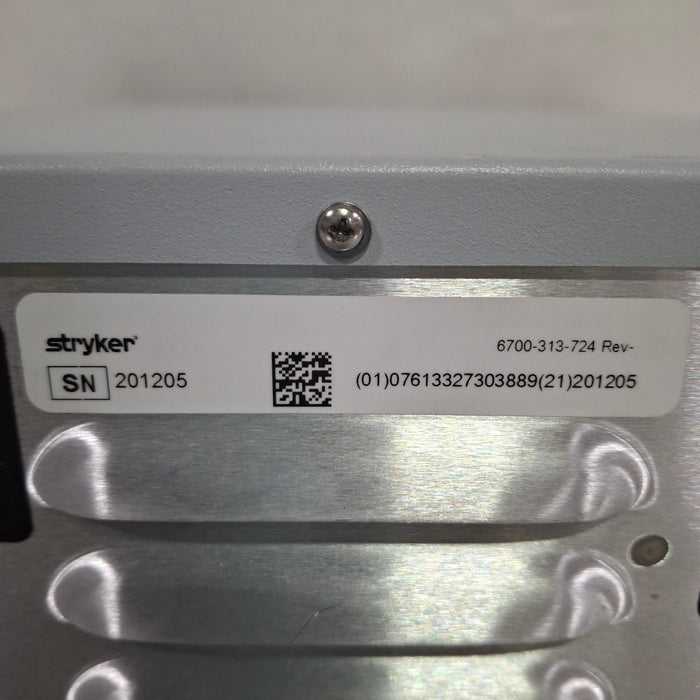 stryker®
6700-313-724 Rev-
SN 201205
(01)07613327303889(21)201205